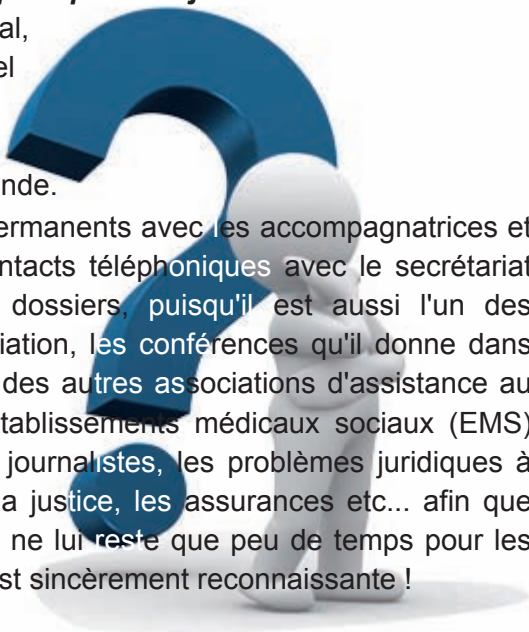 al,
el
nde.
ermanents avec les accompagnatrices et
ntacts téléphoniques avec le secrétariat
dossiers, puisqu'il est aussi l'un des
iation, les conférences qu'il donne dans
des autres associations d'assistance au
tablissements médicaux sociaux (EMS)
journalistes, les problèmes juridiques à
a justice, les assurances etc... afin que
ne lui reste que peu de temps pour les
st sincèrement reconnaissante !